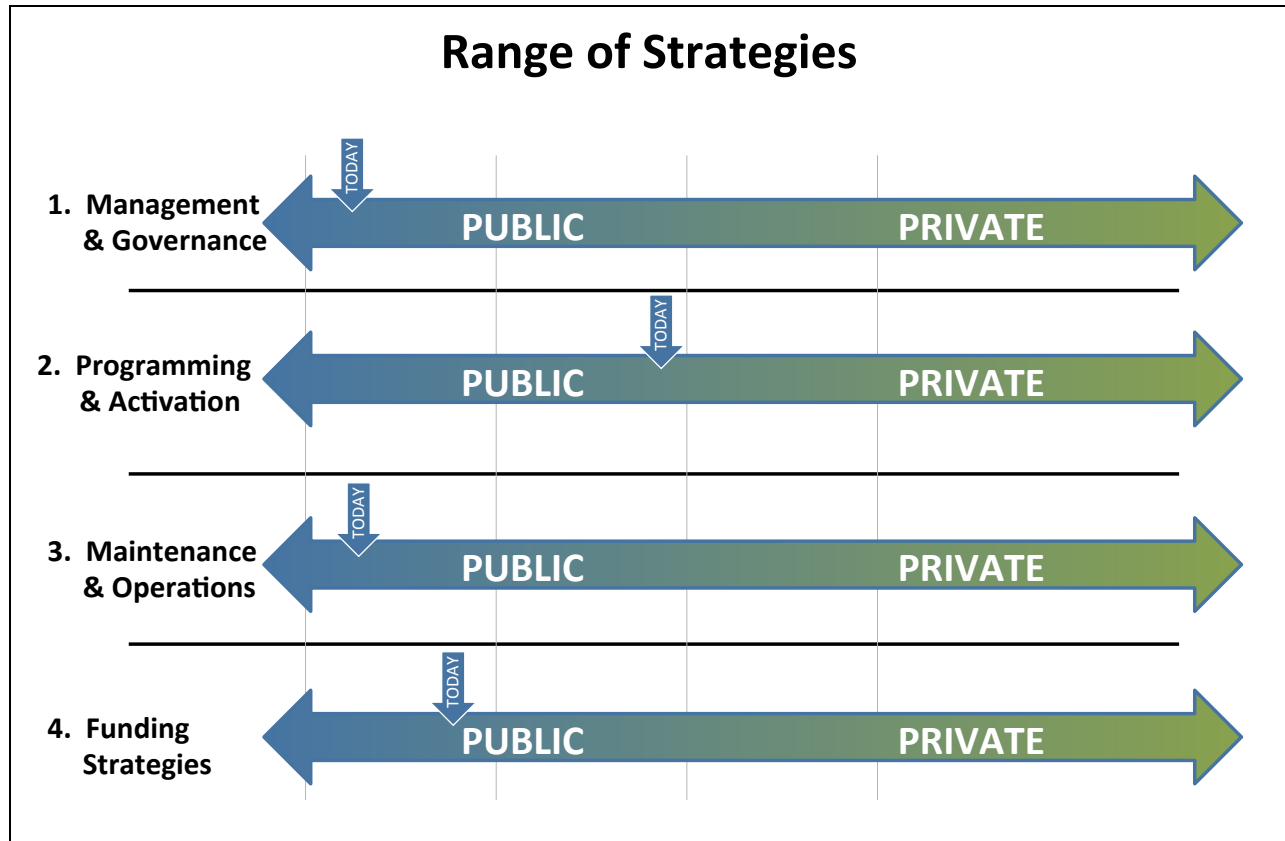 Range of Strategies
TODAY
1. Management
& Governance
PUBLIC
PRIVATE
TODAY
2. Programming
& Activation
PUBLIC
PRIVATE
TODAY
3. Maintenance
& Operations
PUBLIC
PRIVATE
TODAY
4. Funding
Strategies
PUBLIC
PRIVATE